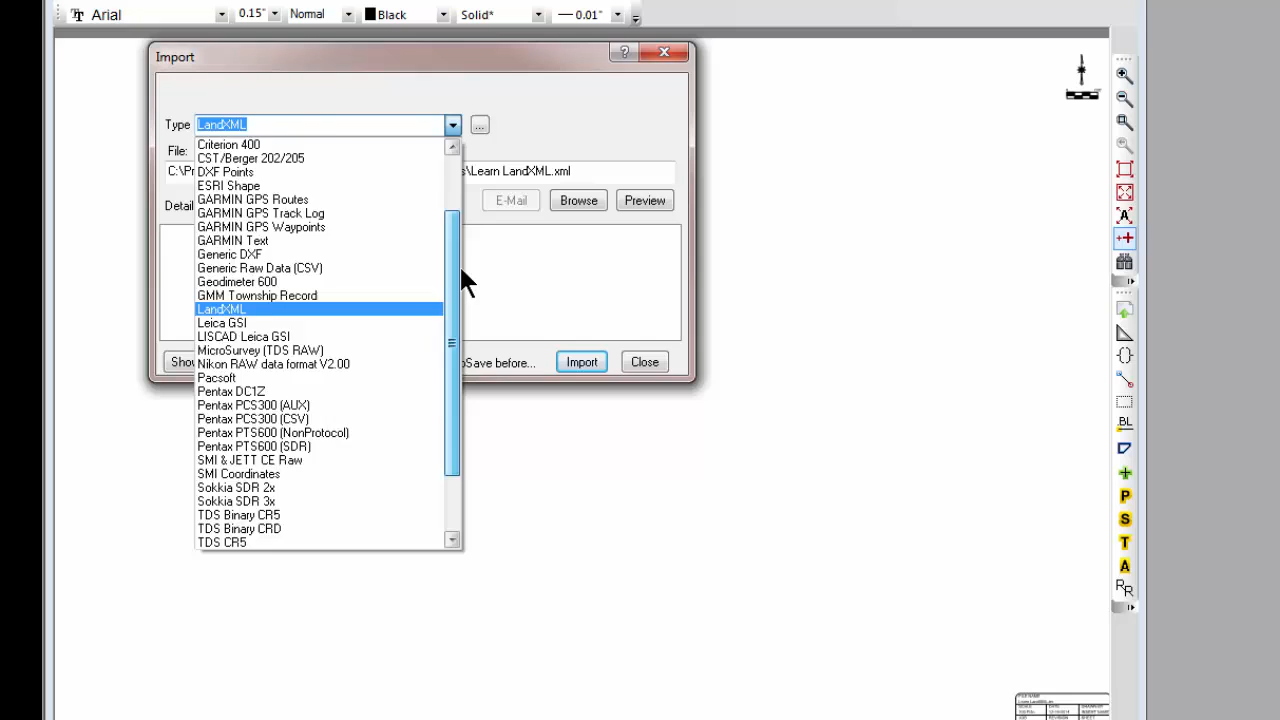 Arial 0.15" Normal Black Solid* 0.01"
Import
Type LandXML ...
Criterion 400
File: CST/Berger 202/205
C:\Pr DXF Points s\Learn LandXML.xml
ESRI Shape
GARMIN GPS Routes E-Mail Browse Preview
Detail GARMIN GPS Track Log
GARMIN GPS Waypoints
GARMIN Text
Generic DXF
Generic Raw Data (CSV)
Geodimeter 600
GMM Township Record
LandXML
Leica GSI
LISCAD Leica GSI
MicroSurvey (TDS RAW)
Show Nikon RAW data format V2.00 oSave before... Import Close
Pacsoft
Pentax DC1Z
Pentax PCS300 (AUX)
Pentax PCS300 (CSV)
Pentax PTS600 (NonProtocol)
Pentax PTS600 (SDR)
SMI & JETT CE Raw
SMI Coordinates
Sokkia SDR 2x
Sokkia SDR 3x
TDS Binary CR5
TDS Binary CRD
TDS CR5
A
BL
P
S
T
A
RR